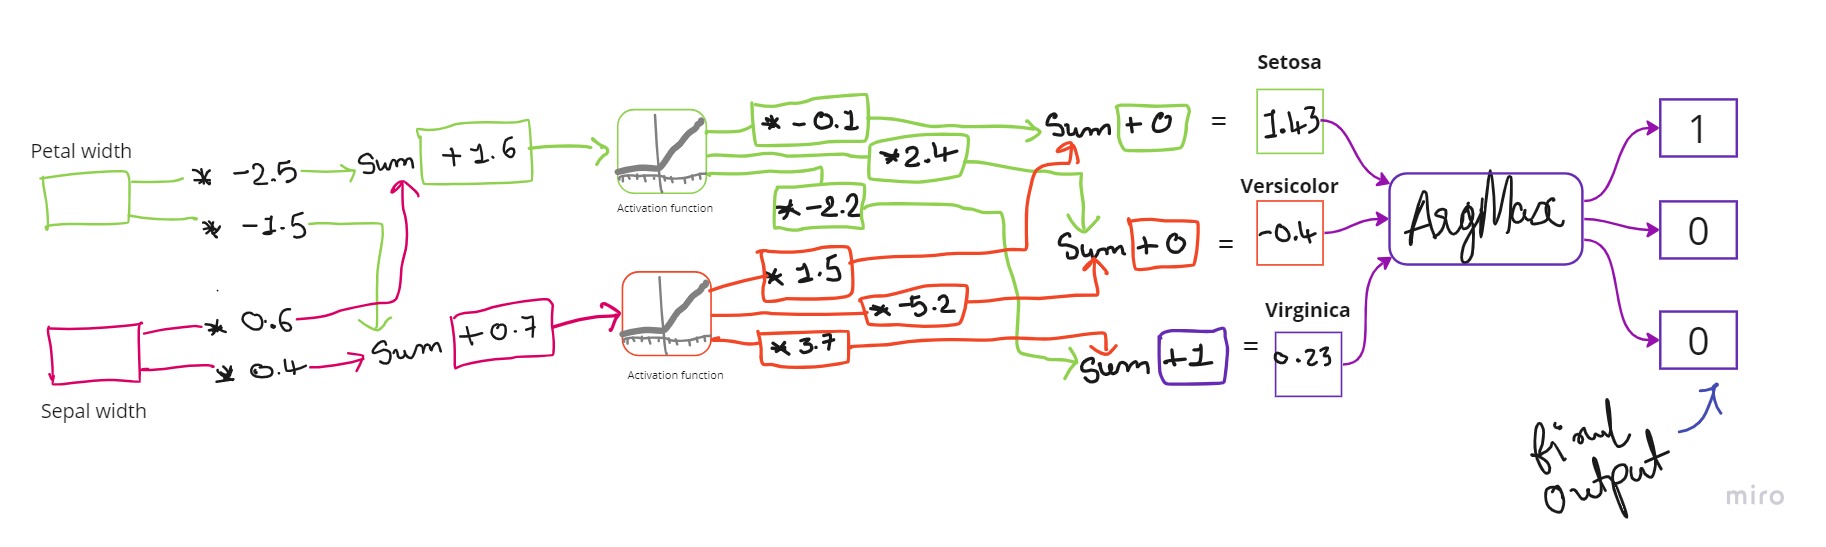 Setosa
* -0.1
Sum +0 =
1.43
1
Petal width
* -2.5
Sum
+1.6
*2.4
Activation function
* -2.2
Versicolor
ArgMax
* -1.5
Sum +0 =
-0.4
0
* 1.5
* 0.6
* -5.2
Virginica
Sum
+0.7
* 3.7
Sum +1 =
0.23
0
* 0.4
Activation function
Sepal width
final
output
miro